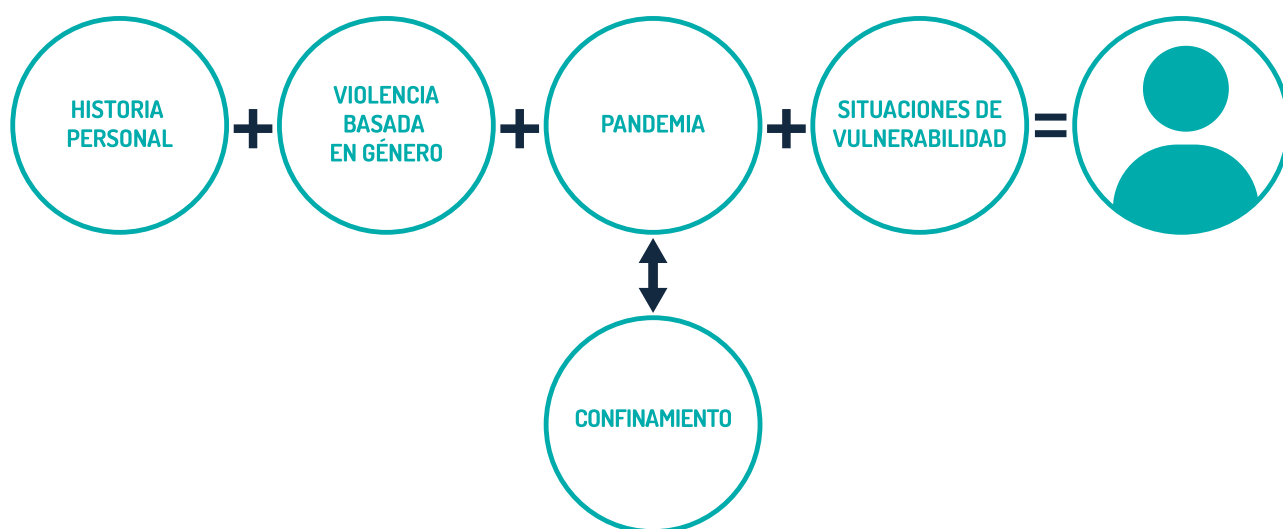 HISTORIA
PERSONAL
+
VIOLENCIA
BASADA
EN GÉNERO
+
PANDEMIA
+
SITUACIONES DE
VULNERABILIDAD
=
CONFINAMIENTO